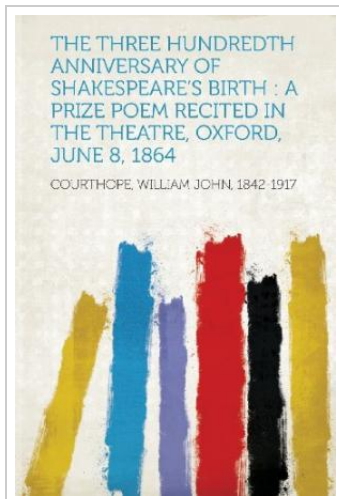 THE THREE HUNDREDTH
ANNIVERSARY OF
SHAKESPEARE'S BIRTH : A
PRIZE POEM RECITED IN
THE THEATRE, OXFORD,
JUNE 8, 1864
COURTHOPE, WILLIAM JOHN, 1842-1917